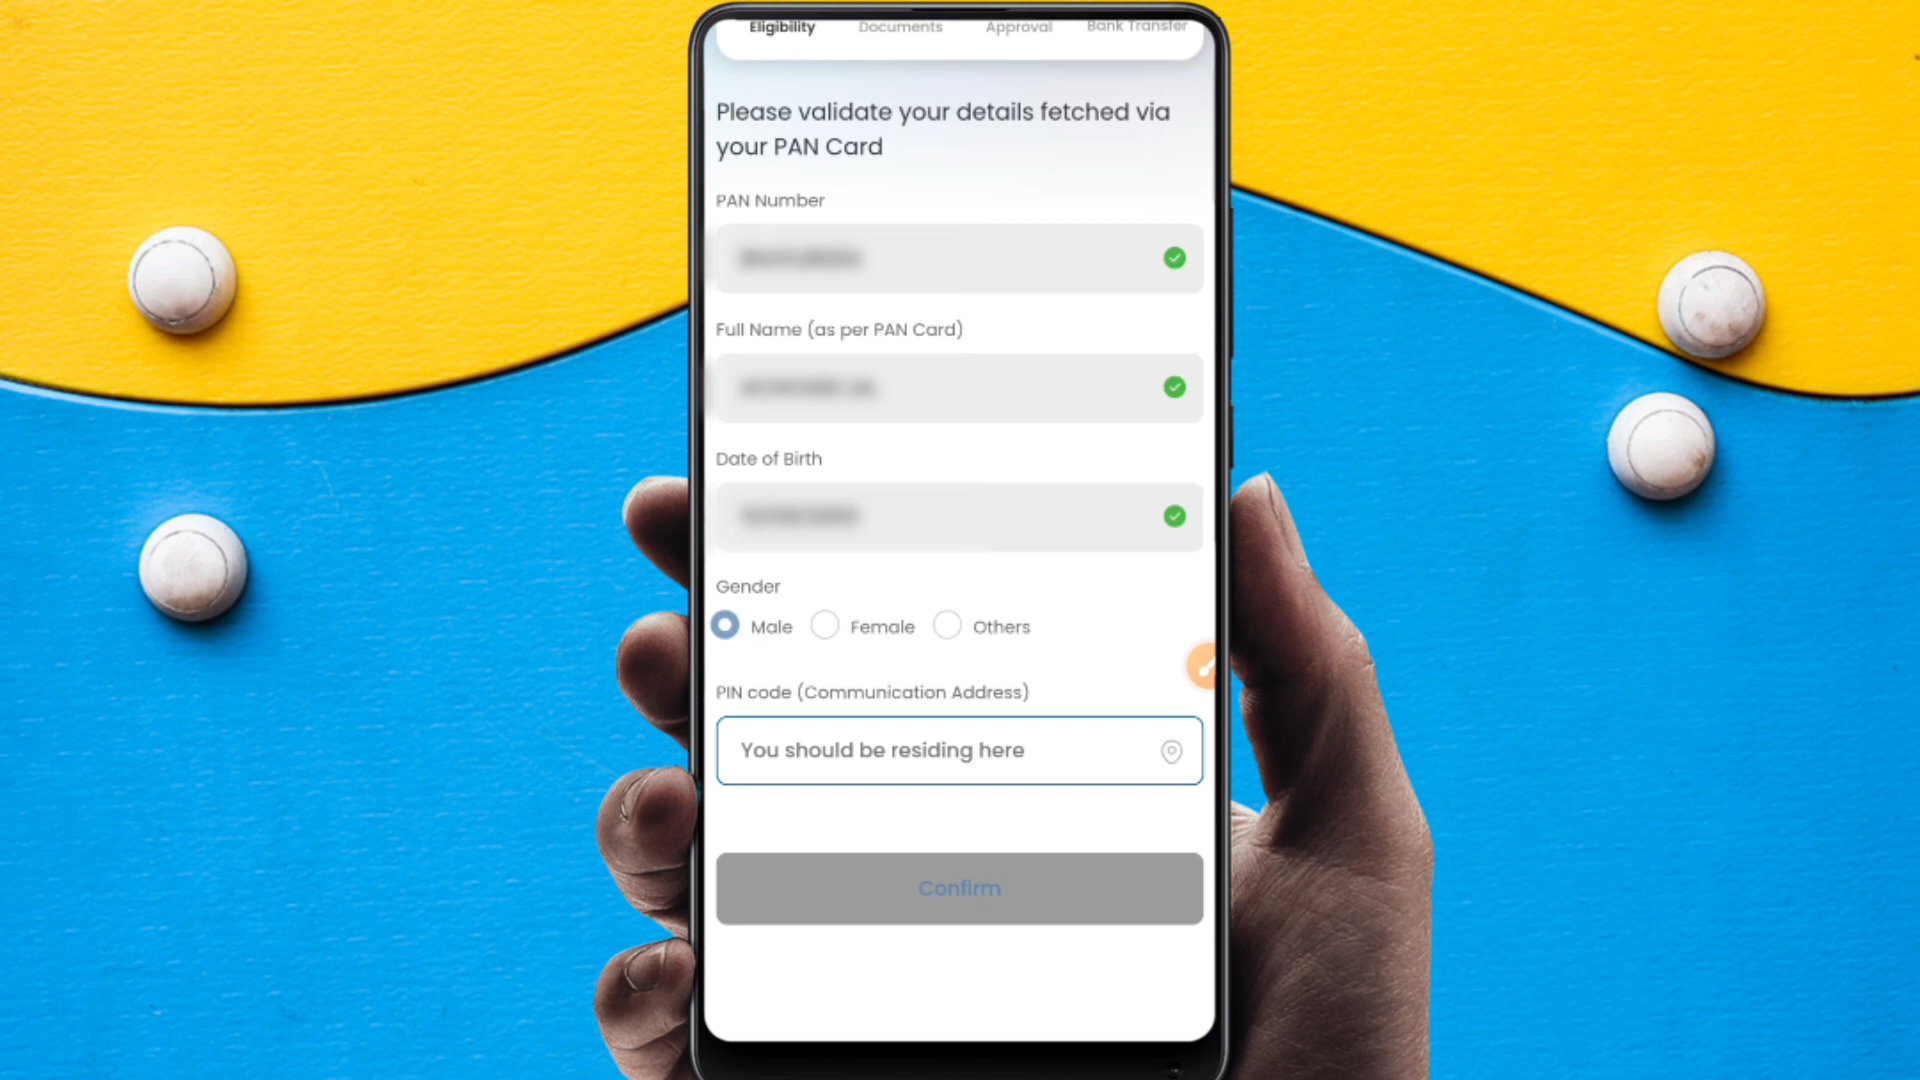 Eligibility Documents Approval Bank Transfer
Please validate your details fetched via
your PAN Card
PAN Number
Full Name (as per PAN Card)
Date of Birth
Gender
Male Female Others
PIN code (Communication Address)
You should be residing here
Confirm